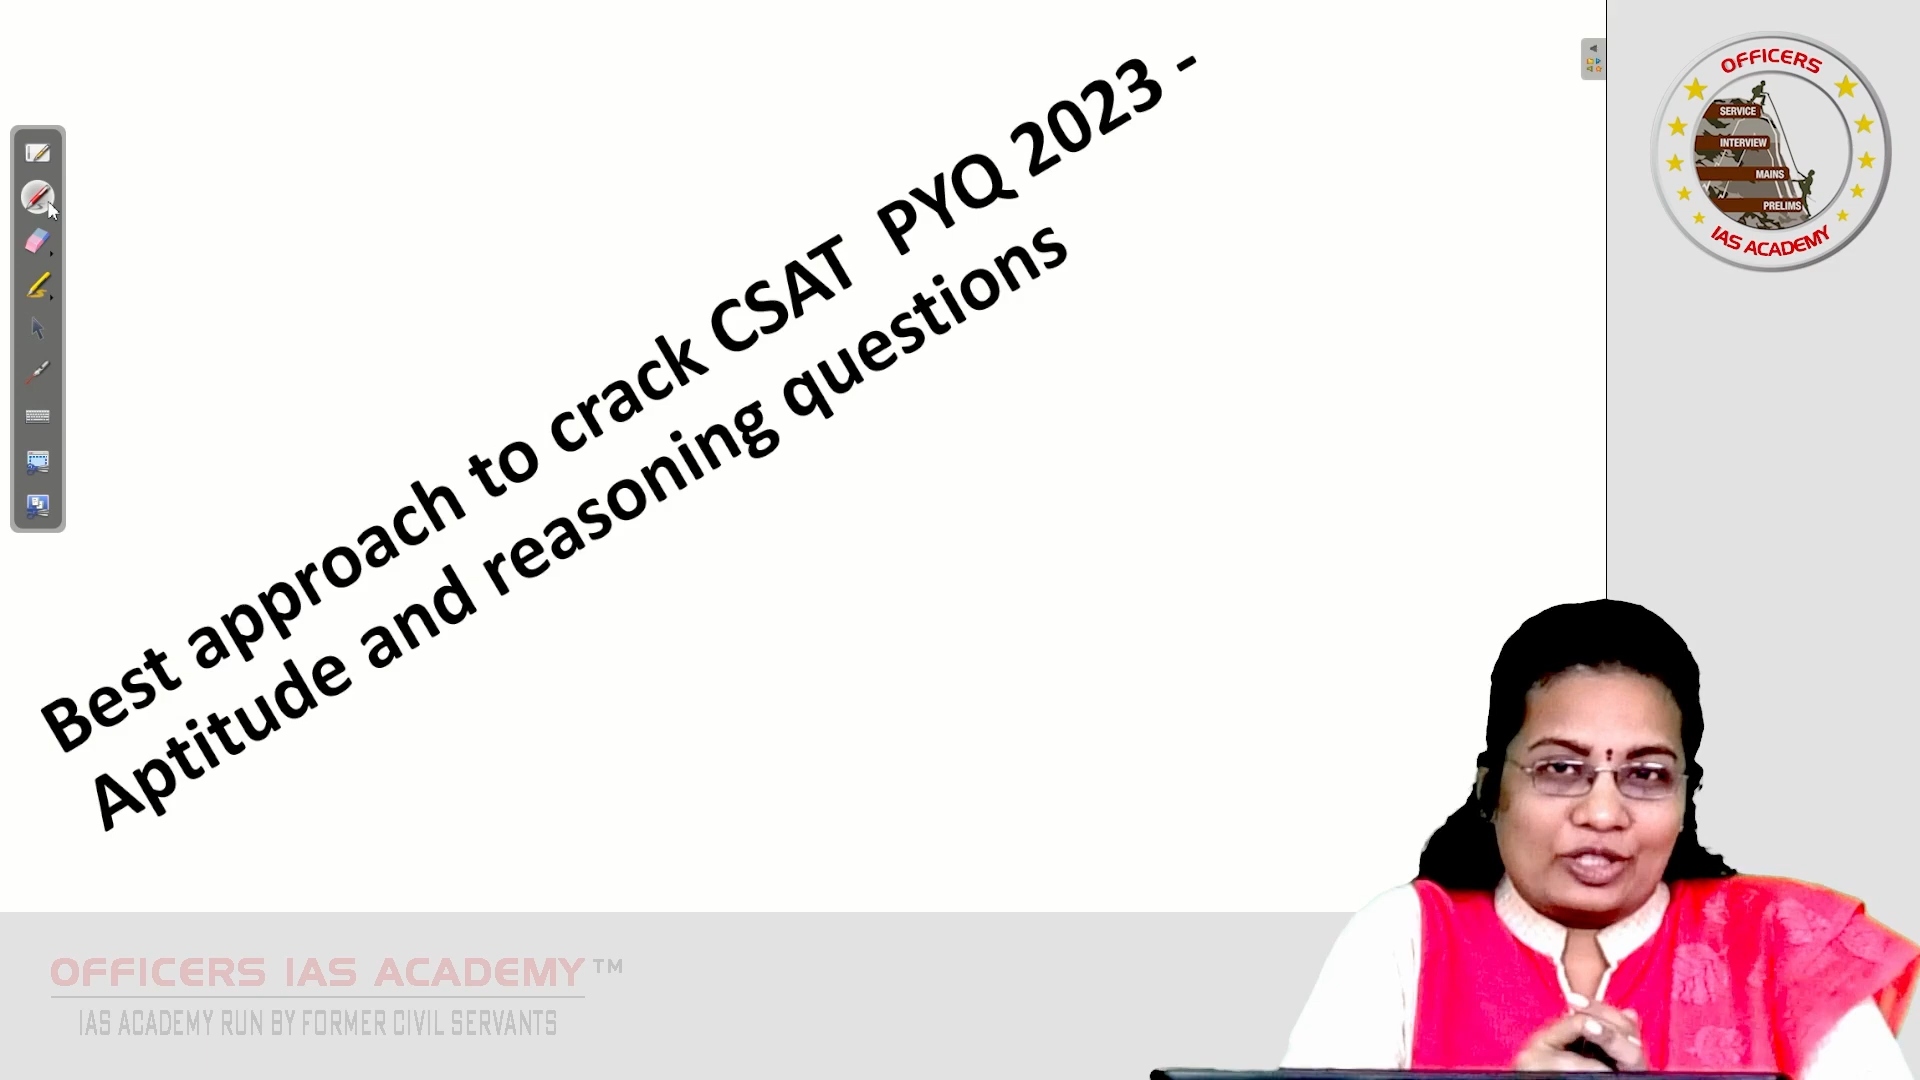 Best approach to crack CSAT PYQ 2023 -
Aptitude and reasoning questions
OFFICERS
SERVICE
INTERVIEW
MAINS
PRELIMS
IAS ACADEMY
OFFICERS IAS ACADEMY™
IAS ACADEMY RUN BY FORMER CIVIL SERVANTS